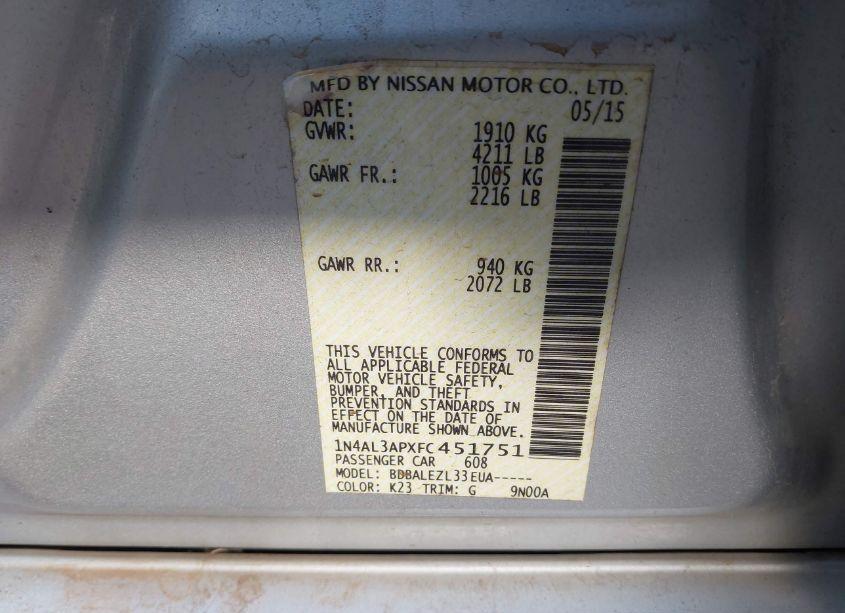 MFD BY NISSAN MOTOR CO., LTD.
DATE: 05/15
GVWR: 1910 KG
4211 LB
GAWR FR.: 1005 KG
2216 LB
GAWR RR.: 940 KG
2072 LB
THIS VEHICLE CONFORMS TO
ALL APPLICABLE FEDERAL
MOTOR VEHICLE SAFETY,
BUMPER, AND THEFT
PREVENTION STANDARDS IN
EFFECT ON THE DATE OF
MANUFACTURE SHOWN ABOVE.
1N4AL3APXFC451751
PASSENGER CAR 608
MODEL: BDBALEZL33EUA-----
COLOR: K23 TRIM: G 9N00A